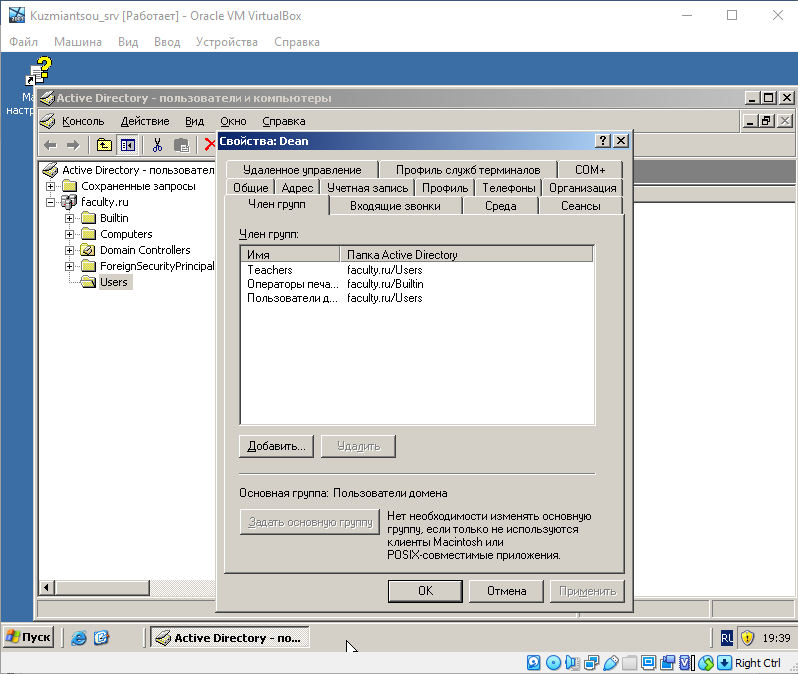 Kuzmiantsou_srv [Работает] - Oracle VM VirtualBox
Файл Машина Вид Ввод Устройства Справка
Active Directory - пользователи и компьютеры
Консоль Действие Вид Окно Справка
Свойства: Dean
Active Directory - пользовател
Сохраненные запросы
faculty.ru
Builtin
Computers
Domain Controllers
ForeignSecurityPrincipal
Users
Удаленное управление Профиль служб терминалов COM+
Общие Адрес Учетная запись Профиль Телефоны Организация
Член групп Входящие звонки Среда Сеансы
Член групп:
Имя Папка Active Directory
Teachers faculty.ru/Users
Операторы печа... faculty.ru/Builtin
Пользователи д... faculty.ru/Users
Добавить... Удалить
Основная группа: Пользователи домена
Задать основную группу
Нет необходимости изменять основную
группу, если только не используются
клиенты Macintosh или
POSIX-совместимые приложения.
OK Отмена Применить
Пуск Active Directory - по... RL 19:39
Right Ctrl